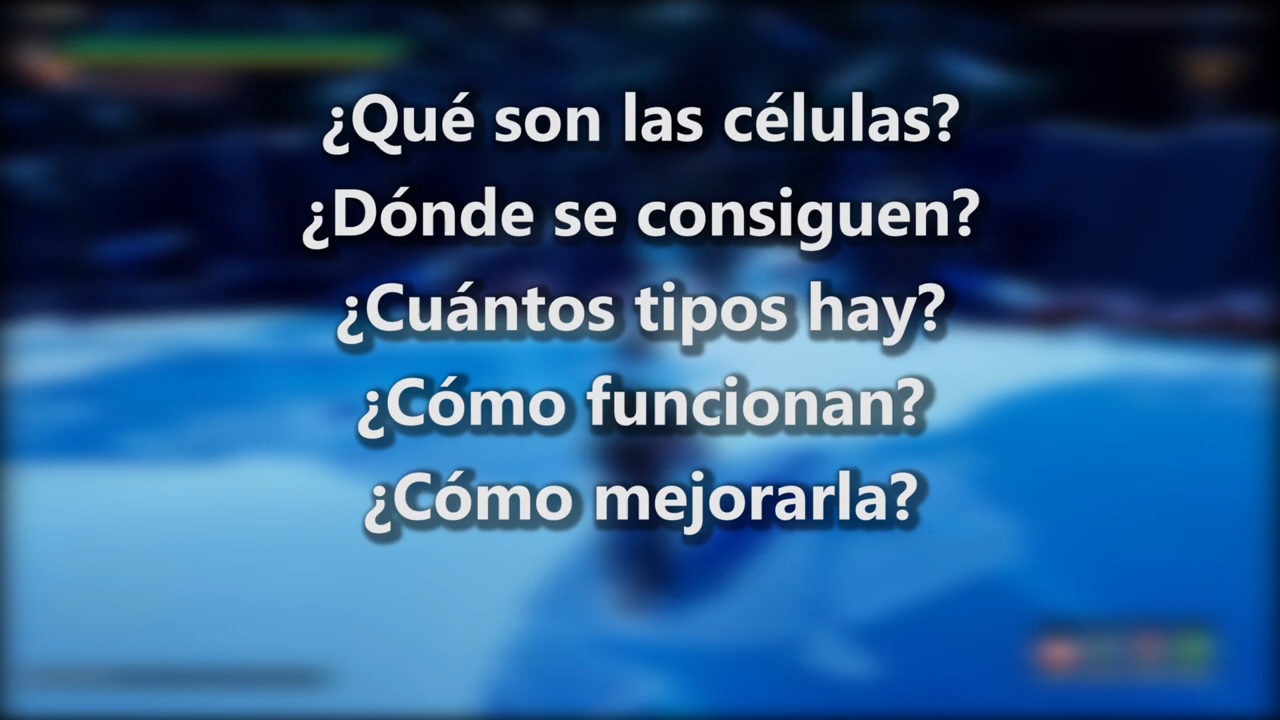 ¿Qué son las células?
¿Dónde se consiguen?
¿Cuántos tipos hay?
¿Cómo funcionan?
¿Cómo mejorarla?